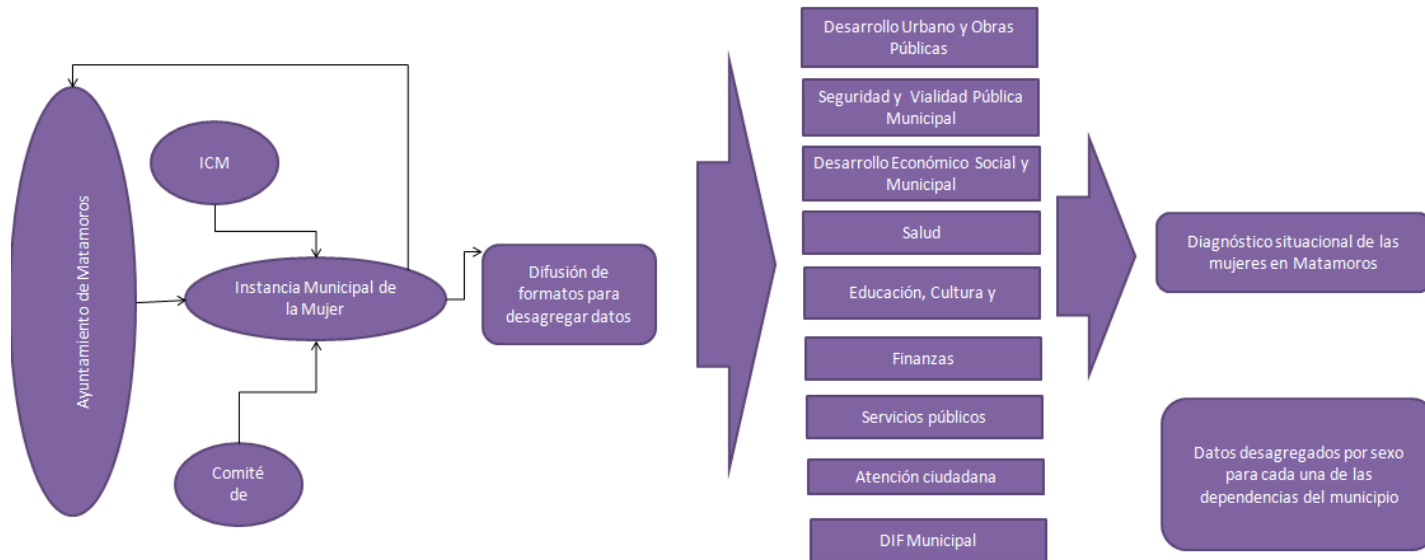 Ayuntamiento de Matamoros
ICM
Instancia Municipal de
la Mujer
Comité
de
Difusión de
formatos para
desagregar datos
Desarrollo Urbano y Obras
Públicas
Seguridad y Vialidad Pública
Municipal
Desarrollo Económico Social y
Municipal
Salud
Educación, Cultura y
Finanzas
Servicios públicos
Atención ciudadana
DIF Municipal
Diagnóstico situacional de las
mujeres en Matamoros
Datos desagregados por sexo
para cada una de las
dependencias del municipio